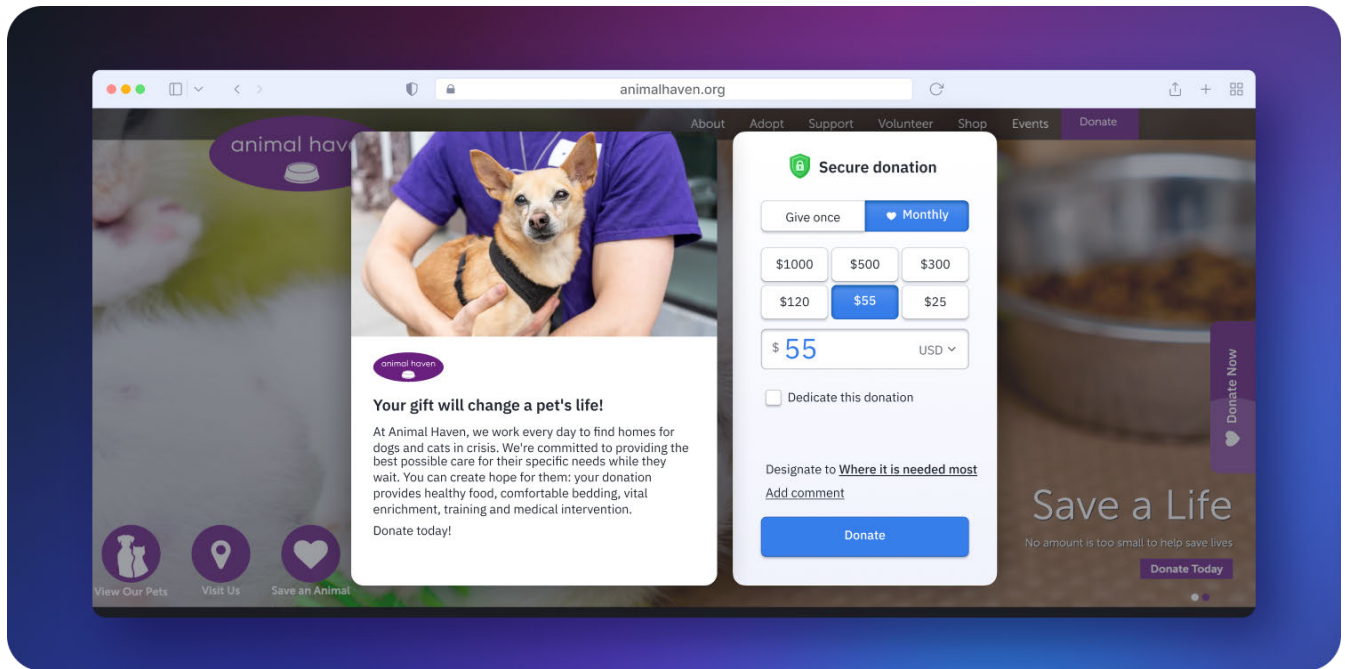 animalhaven.org
About Adopt Support Volunteer Shop Events Donate
animal hav
animal haven
Your gift will change a pet's life!
At Animal Haven, we work every day to find homes for
dogs and cats in crisis. We're committed to providing the
best possible care for their specific needs while they
wait. You can create hope for them: your donation
provides healthy food, comfortable bedding, vital
enrichment, training and medical intervention.
Donate today!
Secure donation
Give once Monthly
$1000 $500 $300
$120 $55 $25
$ 55 USD
Dedicate this donation
Designate to Where it is needed most
Add comment
Donate
Donate Now
Save a Life
No amount is too small to help save lives
Donate Today
View Our Pets Visit Us Save an Animal